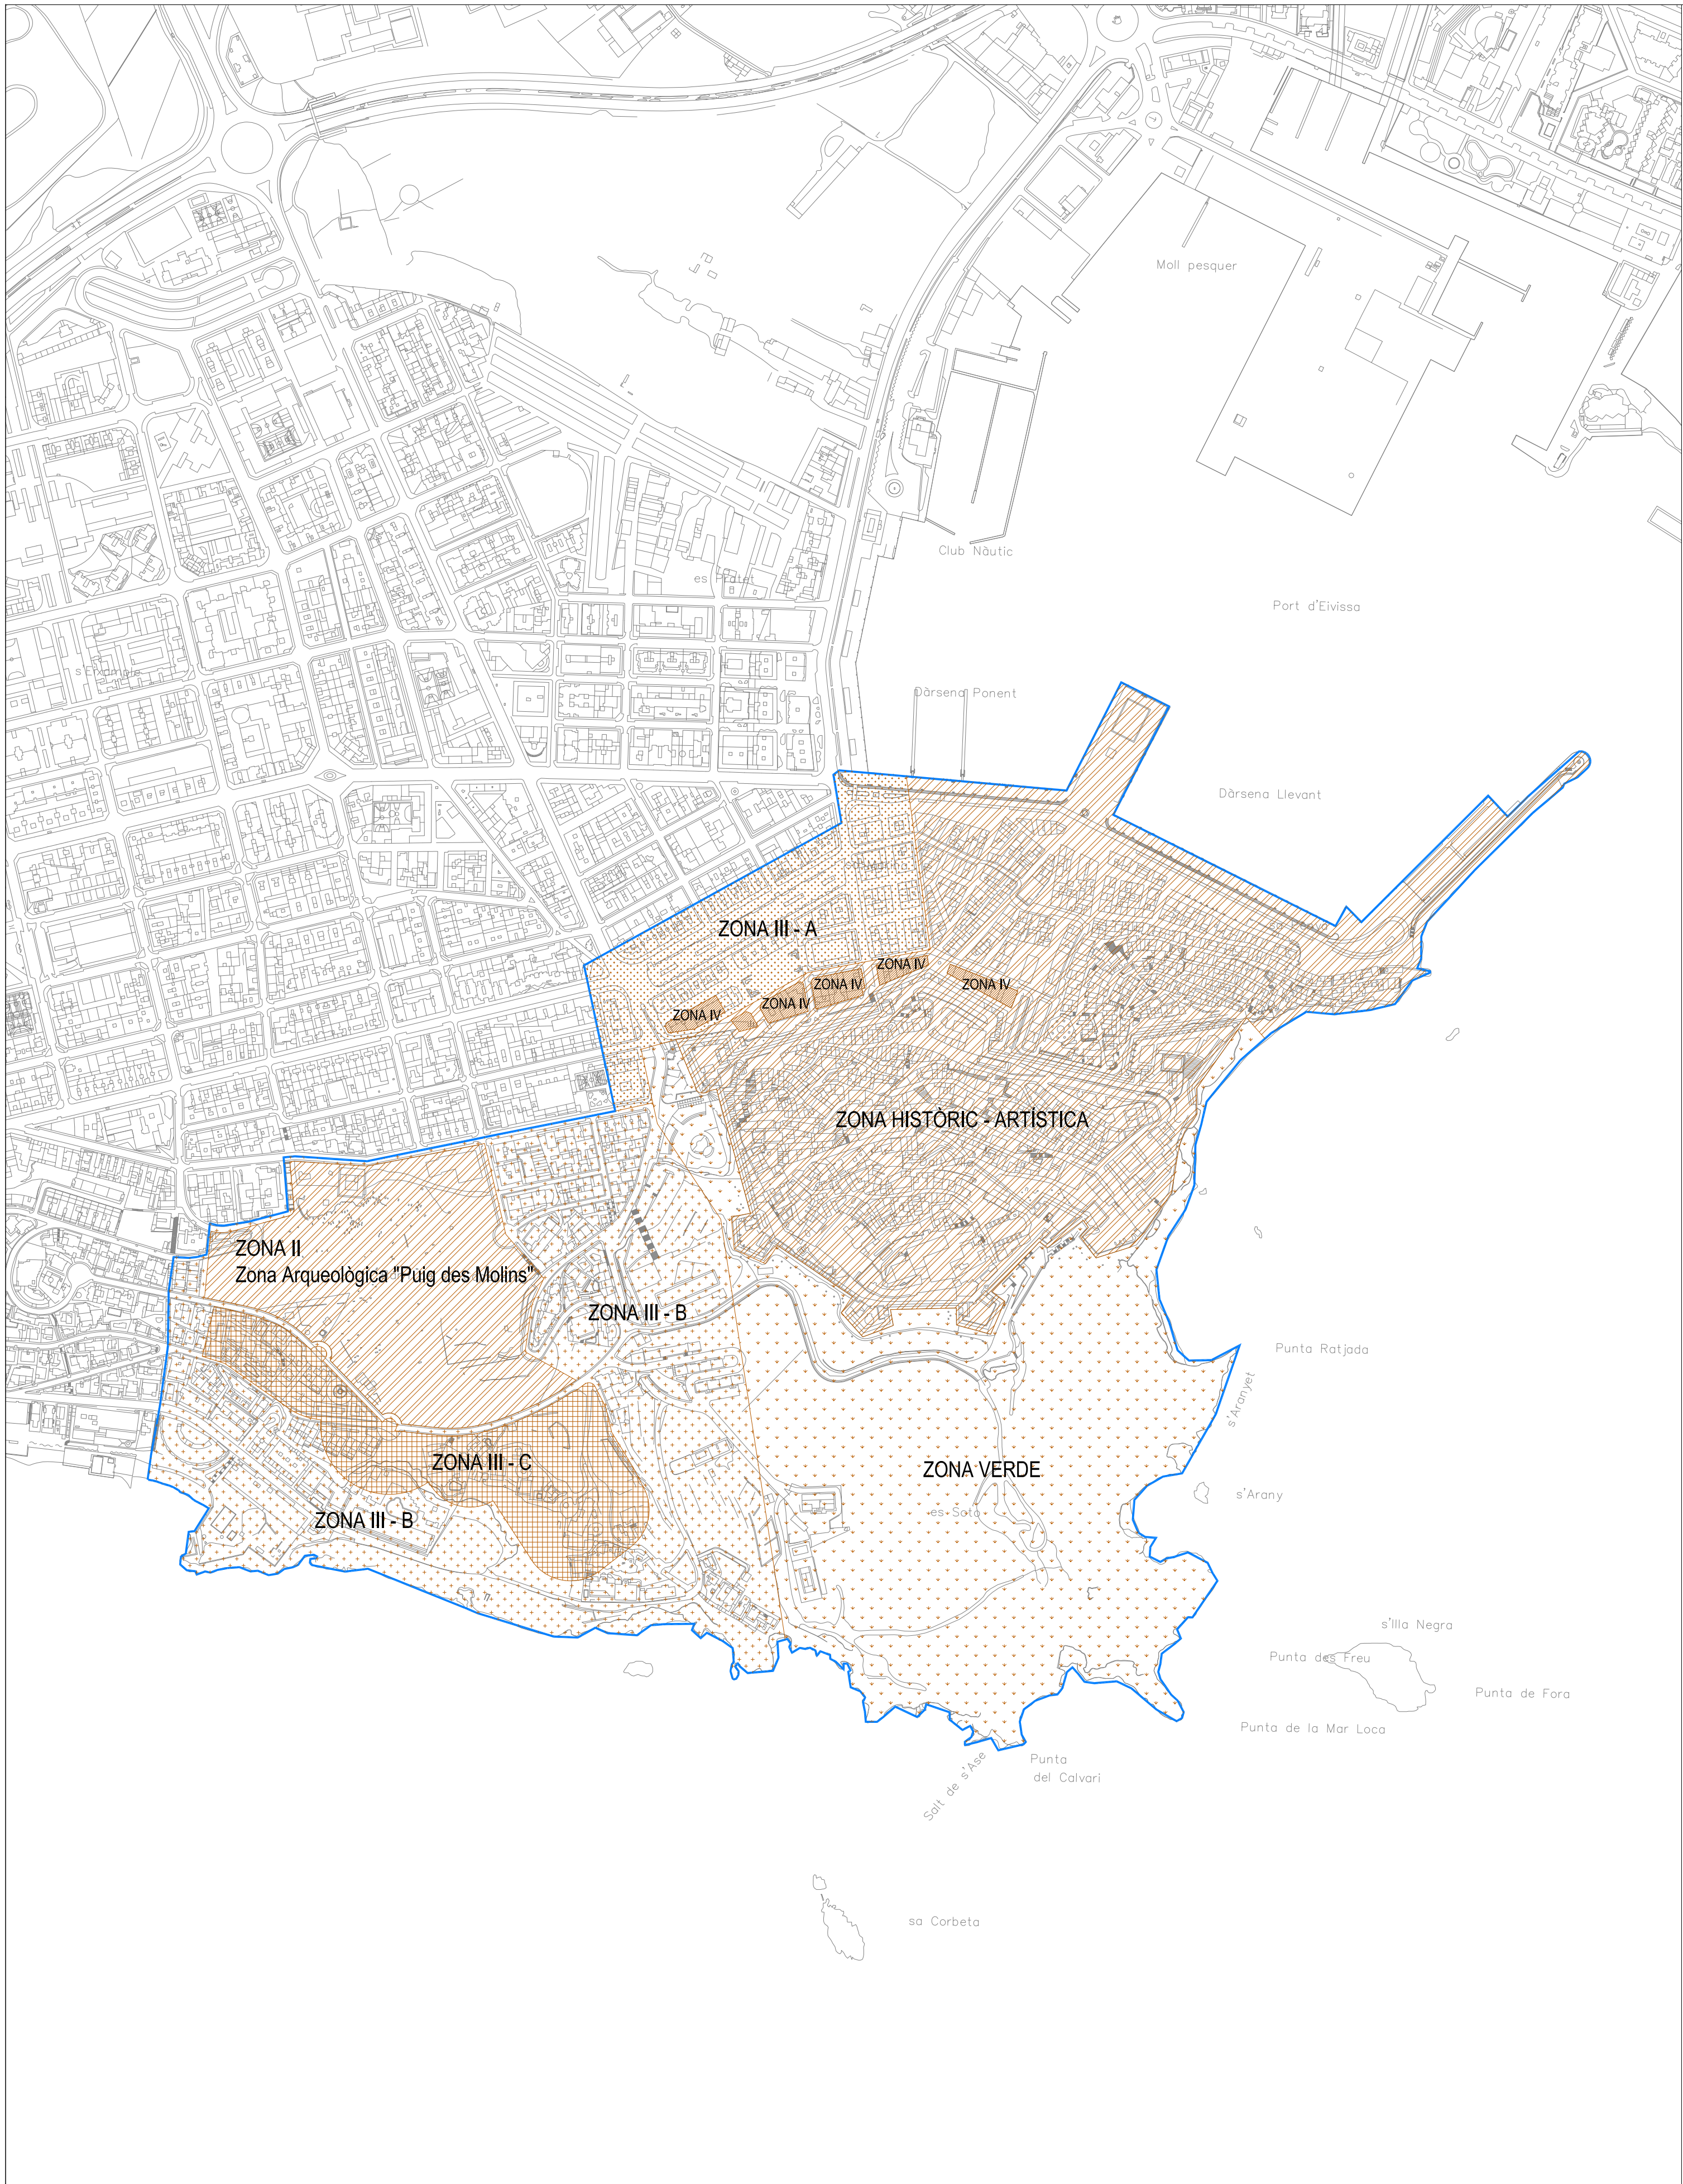 Moll pesquer
Club Nàutic
es Pratet
Port d'Eivissa
s'Eixample
Dàrsena Ponent
Dàrsena Llevant
ZONA III - A
ZONA IV
ZONA IV
ZONA IV
ZONA IV
ZONA IV
ZONA HISTÒRIC - ARTÍSTICA
ZONA II
Zona Arqueològica "Puig des Molins"
ZONA III - B
Punta Ratjada
s'Aranyet
ZONA III - C
ZONA VERDE
s'Arany
es Soto
ZONA III - B
s'Illa Negra
Punta des Freu
Punta de Fora
Punta de la Mar Loca
Salt de s'Ase
Punta
del Calvari
sa Corbeta